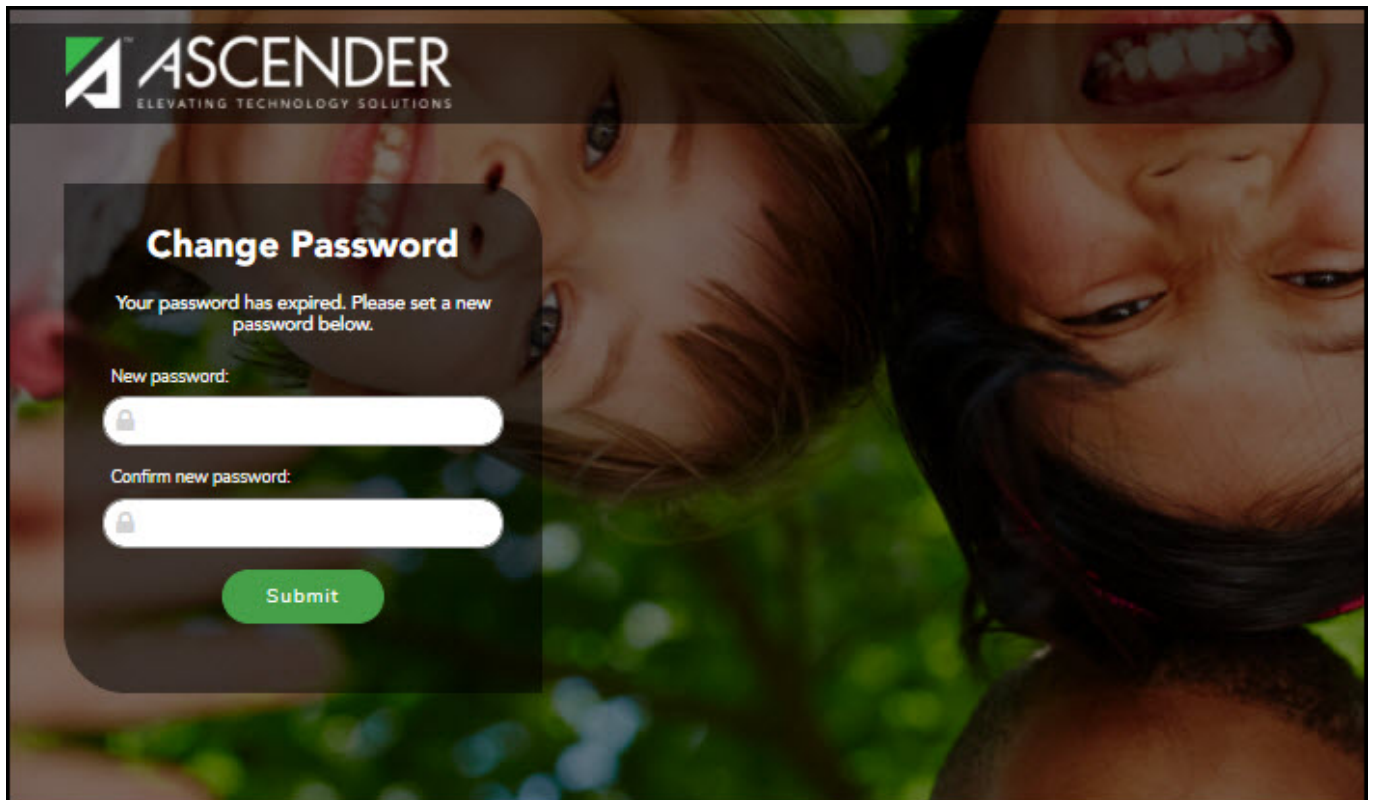 ASCENDER™
ELEVATING TECHNOLOGY SOLUTIONS
Change Password
Your password has expired. Please set a new
password below.
New password:
Confirm new password:
Submit